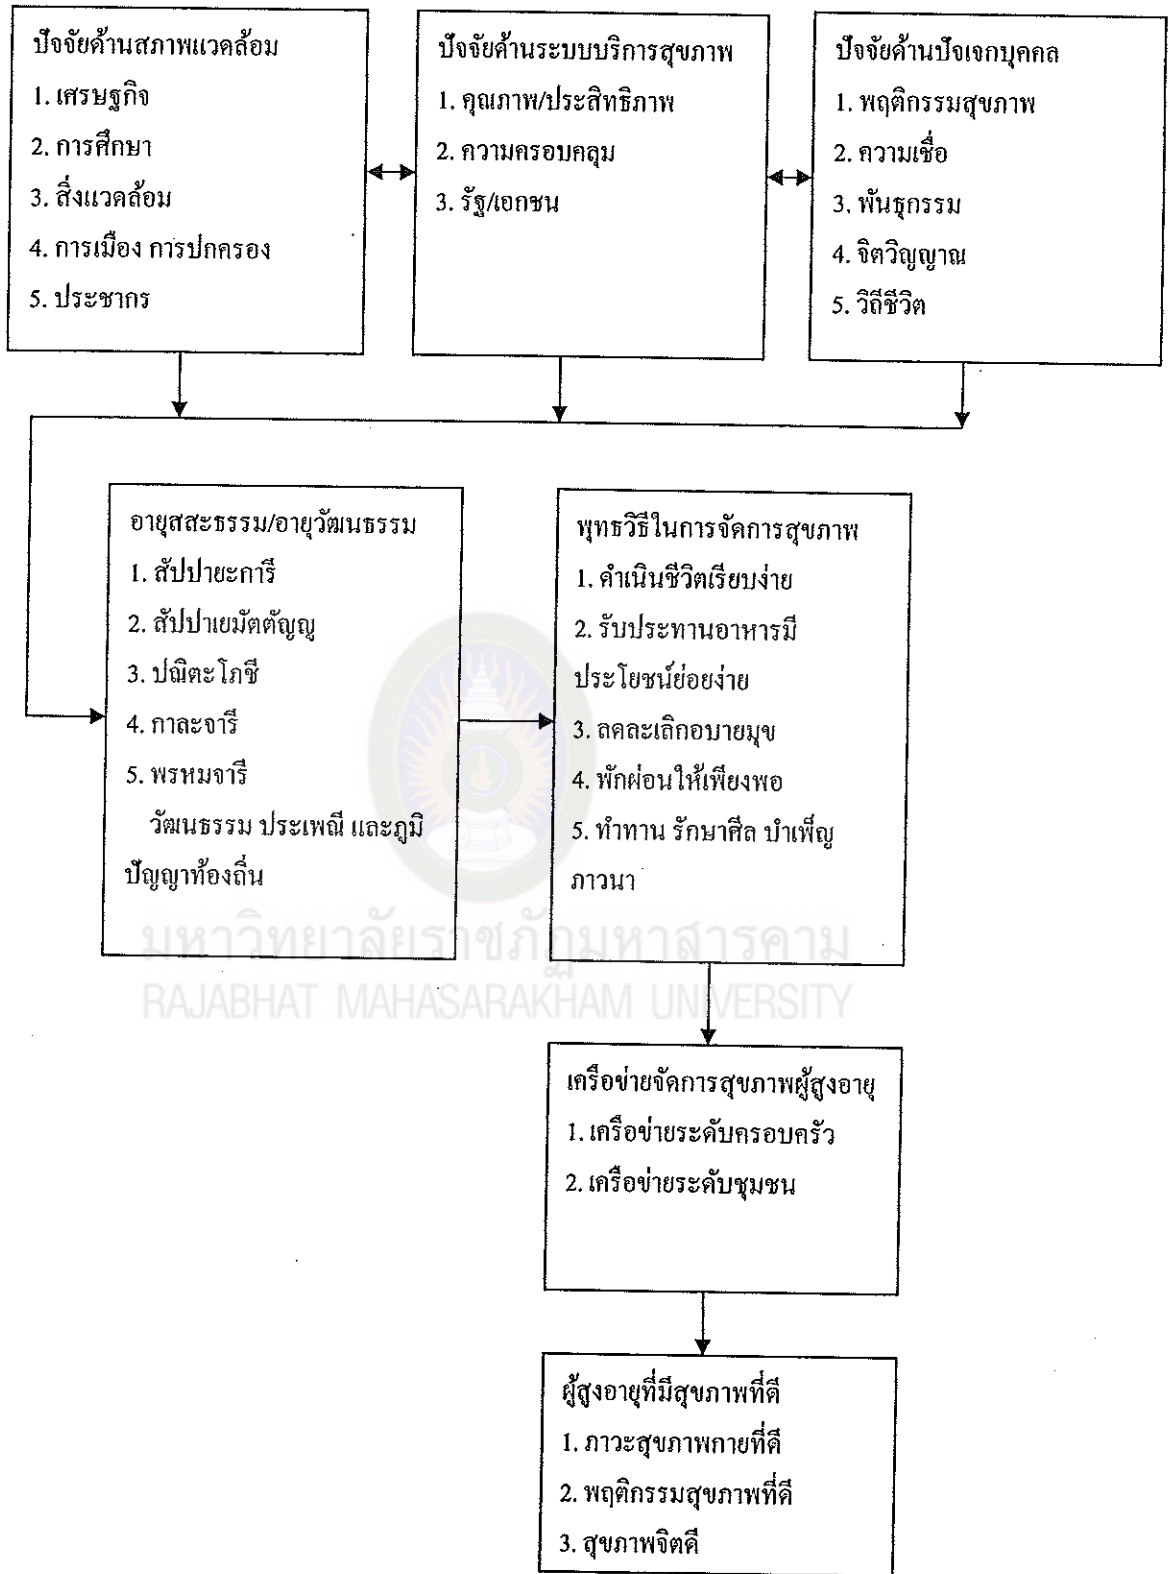 ปัจจัยด้านสภาพแวดล้อม
1. เศรษฐกิจ
2. การศึกษา
3. สิ่งแวดล้อม
4. การเมือง การปกครอง
5. ประชากร
ปัจจัยด้านระบบบริการสุขภาพ
1. คุณภาพ/ประสิทธิภาพ
2. ความครอบคลุม
3. รัฐ/เอกชน
ปัจจัยด้านปัจเจกบุคคล
1. พฤติกรรมสุขภาพ
2. ความเชื่อ
3. พันธุกรรม
4. จิตวิญญาณ
5. วิถีชีวิต
อายุสสะธรรม/อายุวัฒนธรรม
1. สัปปายะการี
2. สัปปาเยมัตตัญญู
3. ปณิตะโภชี
4. กาละจารี
5. พรหมจารี
วัฒนธรรม ประเพณี และภูมิ
ปัญญาท้องถิ่น
พุทธวิธีในการจัดการสุขภาพ
1. ดำเนินชีวิตเรียบง่าย
2. รับประทานอาหารมี
ประโยชน์ย่อยง่าย
3. ลดละเลิกอบายมุข
4. พักผ่อนให้เพียงพอ
5. ทำทาน รักษาศีล บำเพ็ญ
ภาวนา
มหาวิทยาลัยราชภัฏมหาสารคาม
RAJABHAT MAHASARAKHAM UNIVERSITY
เครือข่ายจัดการสุขภาพผู้สูงอายุ
1. เครือข่ายระดับครอบครัว
2. เครือข่ายระดับชุมชน
ผู้สูงอายุที่มีสุขภาพที่ดี
1. ภาวะสุขภาพกายที่ดี
2. พฤติกรรมสุขภาพที่ดี
3. สุขภาพจิตดี